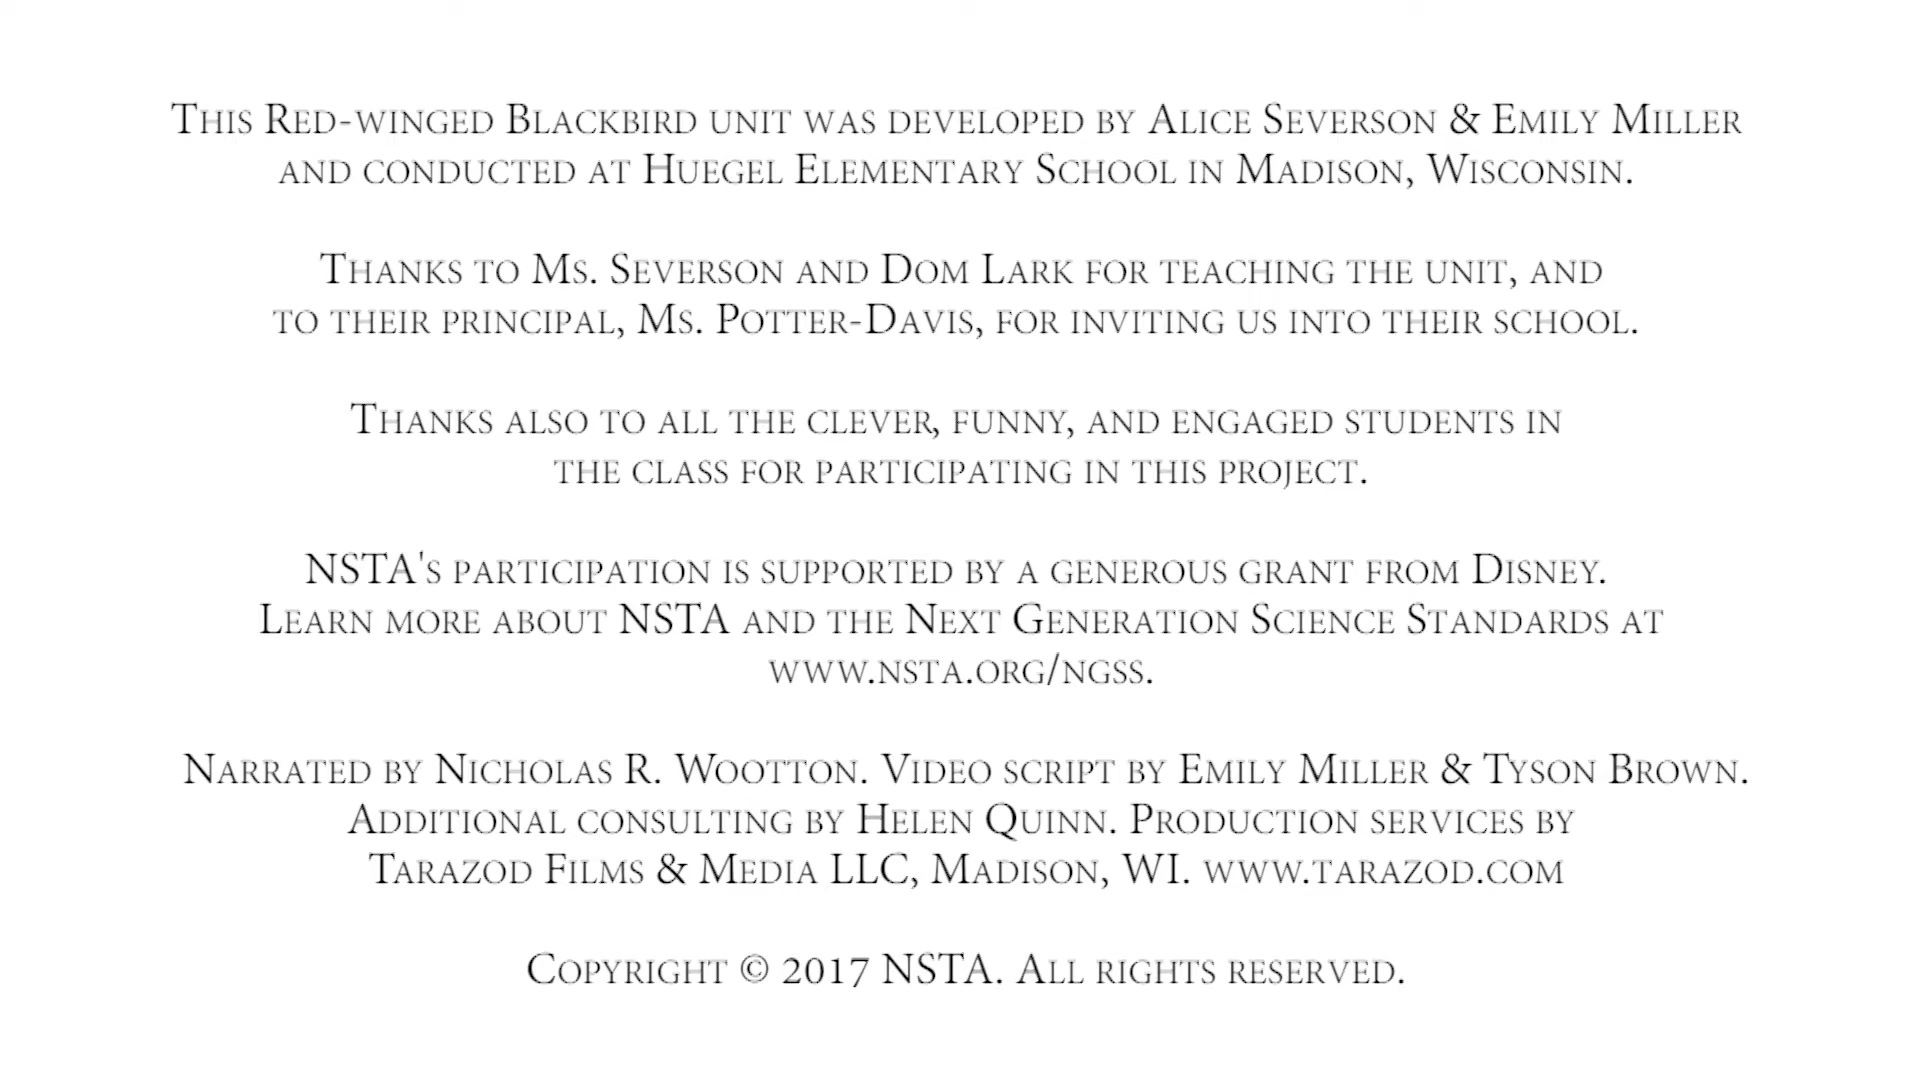 This Red-winged Blackbird unit was developed by Alice Severson & Emily Miller
and conducted at Huegel Elementary School in Madison, Wisconsin.
Thanks to Ms. Severson and Dom Lark for teaching the unit, and
to their principal, Ms. Potter-Davis, for inviting us into their school.
Thanks also to all the clever, funny, and engaged students in
the class for participating in this project.
NSTA's participation is supported by a generous grant from Disney.
Learn more about NSTA and the Next Generation Science Standards at
www.nsta.org/ngss.
Narrated by Nicholas R. Wootton. Video script by Emily Miller & Tyson Brown.
Additional consulting by Helen Quinn. Production services by
Tarazod Films & Media LLC, Madison, WI. www.tarazod.com
Copyright © 2017 NSTA. All rights reserved.